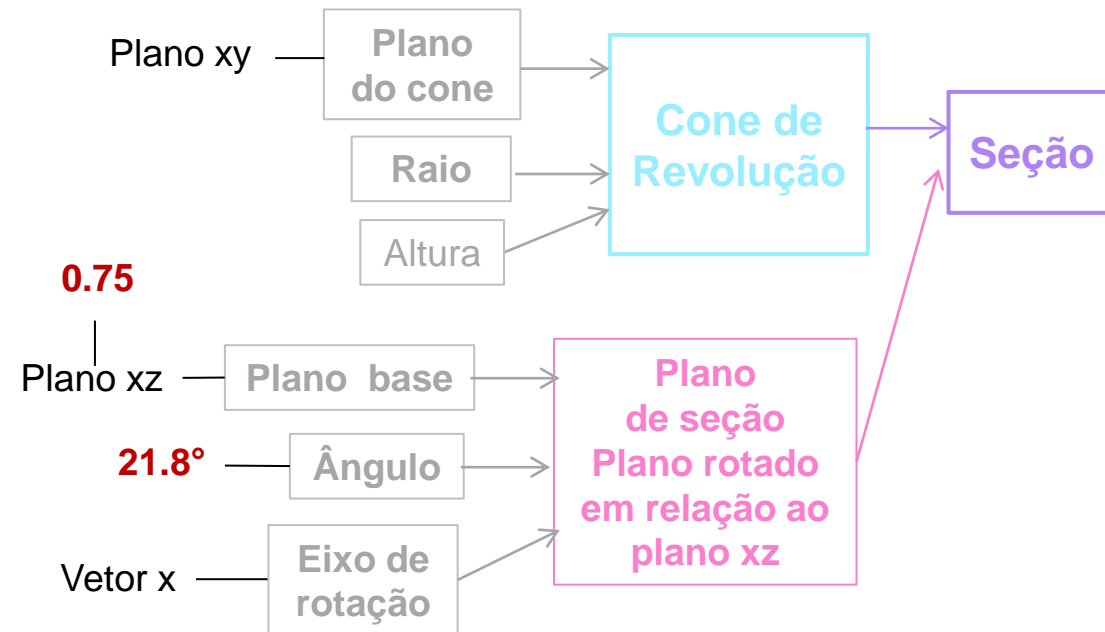 Plano xy
Plano
do cone
Raio
Altura
Cone de
Revolução
Seção
0.75
Plano xz
Plano base
21.8°
Ângulo
Vetor x
Eixo de
rotação
Plano
de seção
Plano rotado
em relação ao
plano xz